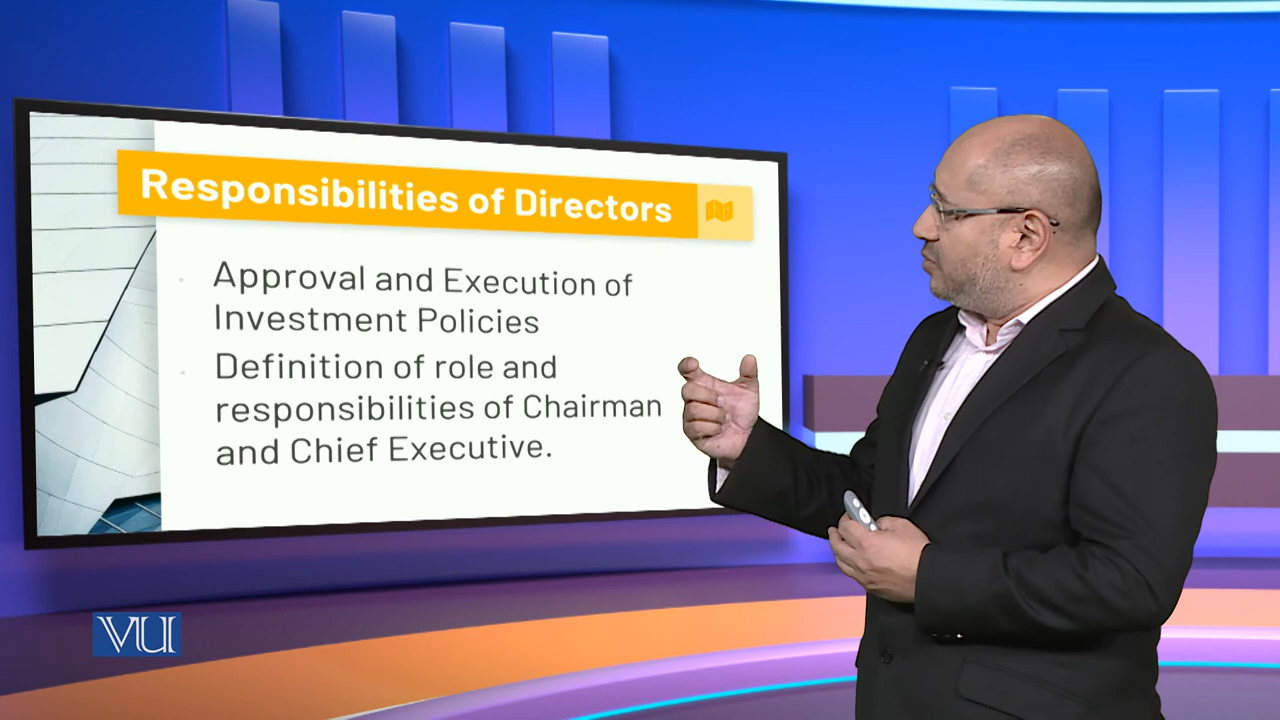 Responsibilities of Directors
Approval and Execution of
Investment Policies
Definition of role and
responsibilities of Chairman
and Chief Executive.
VU